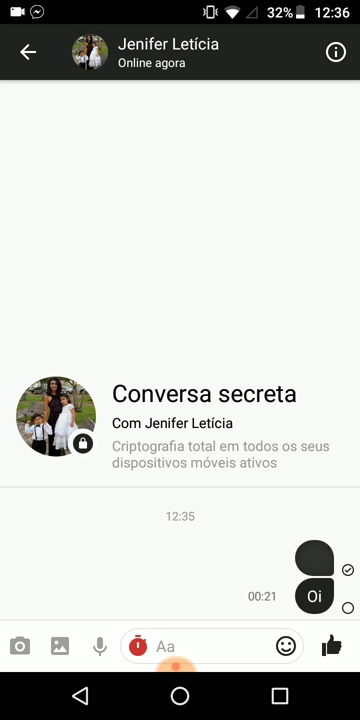 32% 12:36
Jenifer Letícia
Online agora
Conversa secreta
Com Jenifer Letícia
Criptografia total em todos os seus
dispositivos móveis ativos
12:35
00:21 Oi
Aa